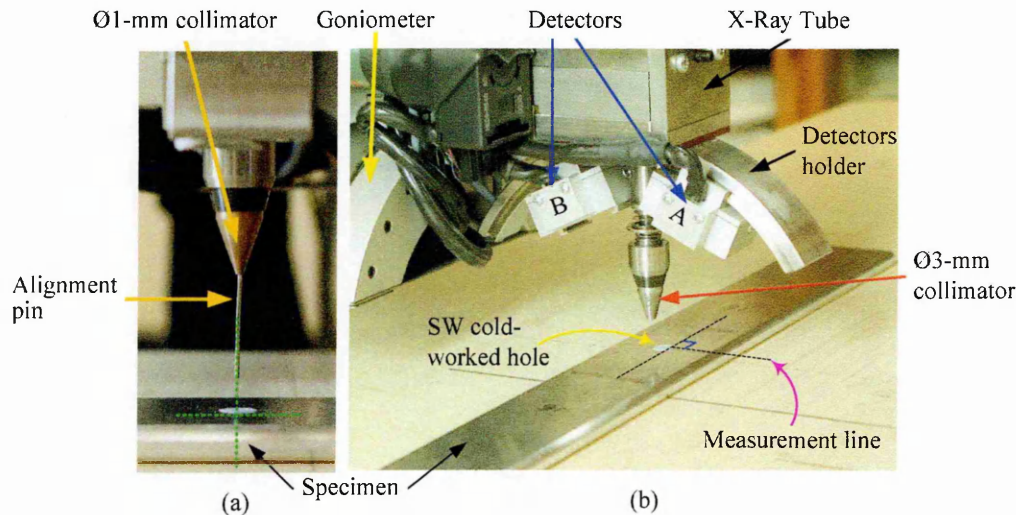 Ø1-mm collimator
Goniometer
Detectors
X-Ray Tube
Detectors
holder
B
A
Alignment
pin
Ø3-mm
collimator
SW cold-
worked hole
Measurement line
Specimen
(a)
(b)